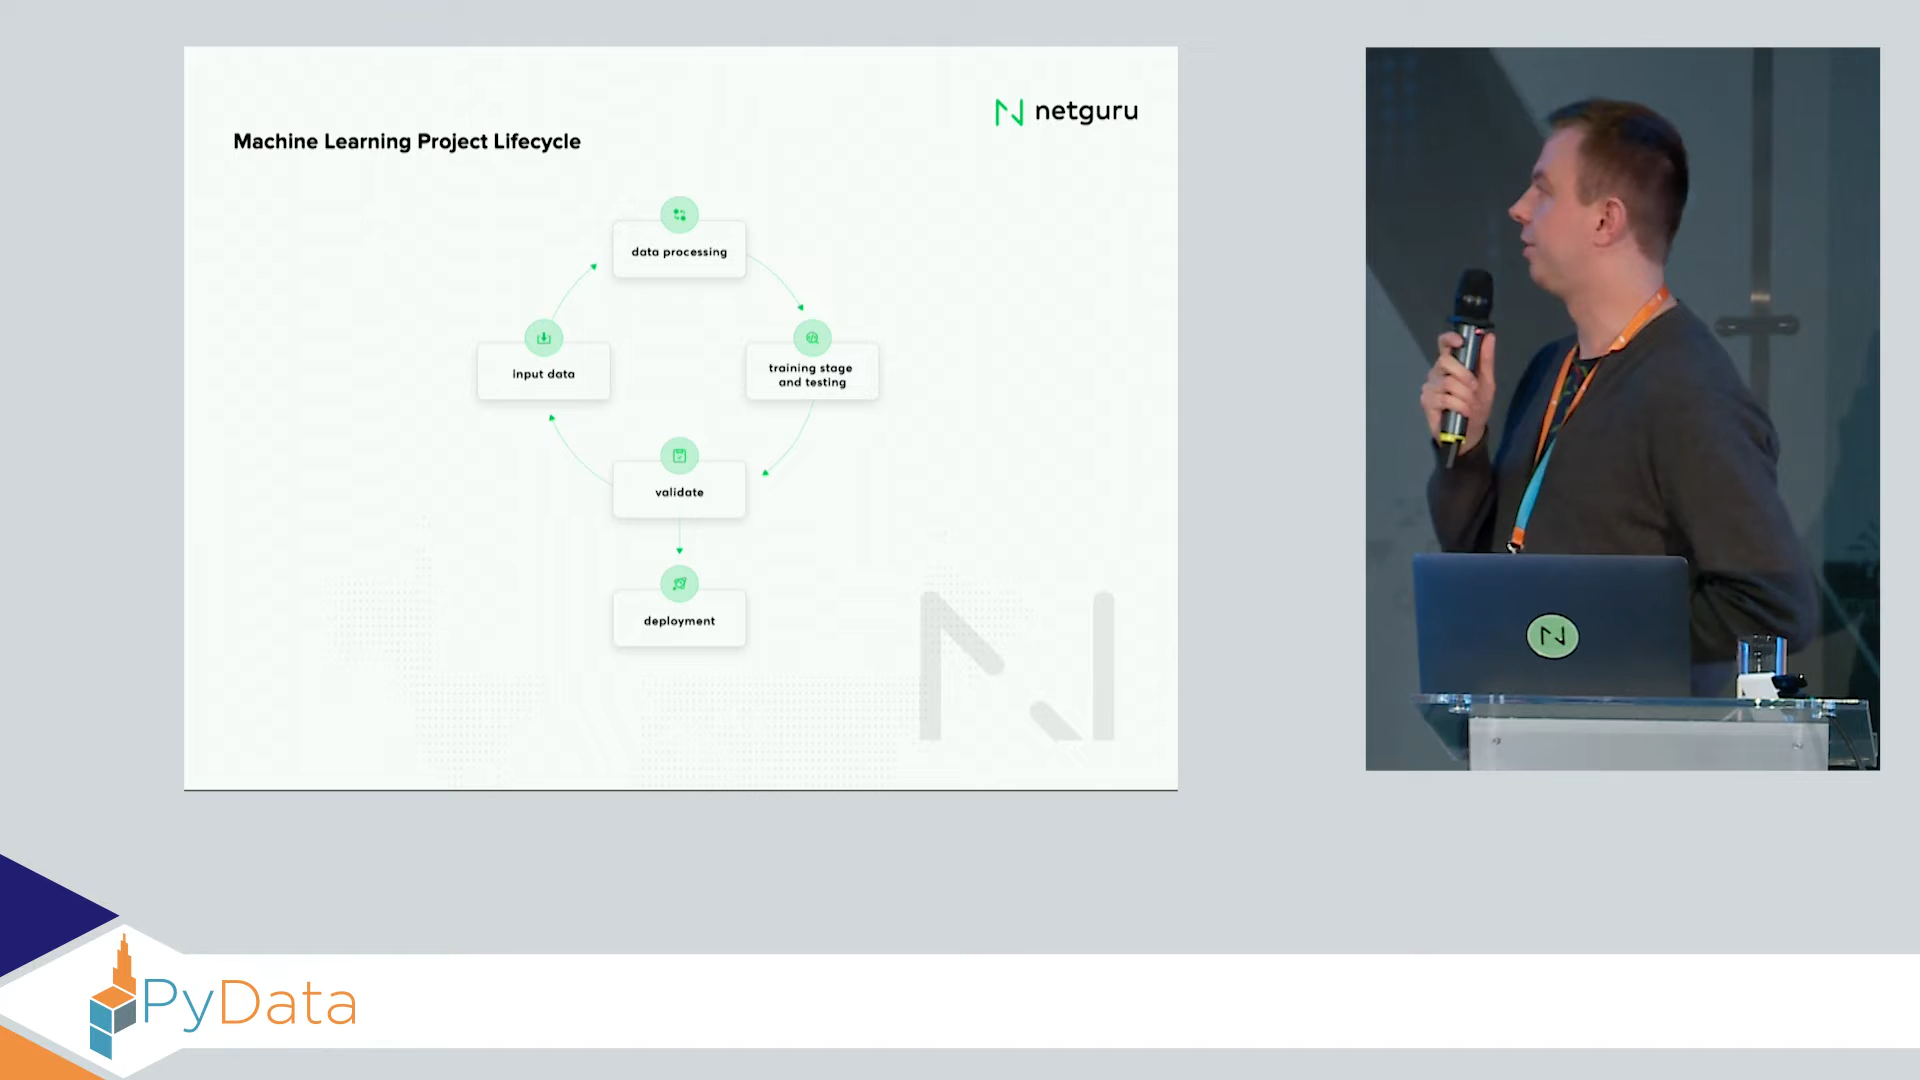 netguru
Machine Learning Project Lifecycle
data processing
input data
training stage
and testing
validate
deployment
PyData